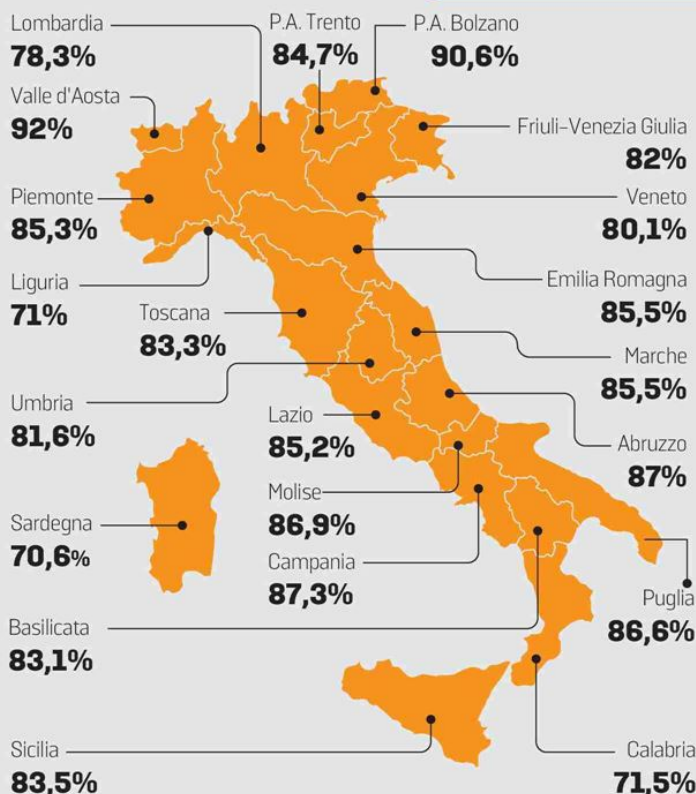 Lombardia
78,3%
P.A. Trento
84,7%
P.A. Bolzano
90,6%
Valle d'Aosta
92%
Friuli-Venezia Giulia
82%
Piemonte
85,3%
Veneto
80,1%
Liguria
71%
Emilia Romagna
85,5%
Toscana
83,3%
Marche
85,5%
Umbria
81,6%
Lazio
85,2%
Abruzzo
87%
Molise
86,9%
Sardegna
70,6%
Campania
87,3%
Puglia
86,6%
Basilicata
83,1%
Sicilia
83,5%
Calabria
71,5%